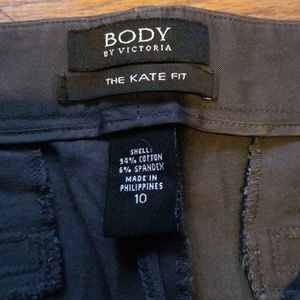 BODY
BY VICTORIA
THE KATE FIT
SHELL:
94% COTTON
6% SPANDEX
MADE IN
PHILIPPINES
10